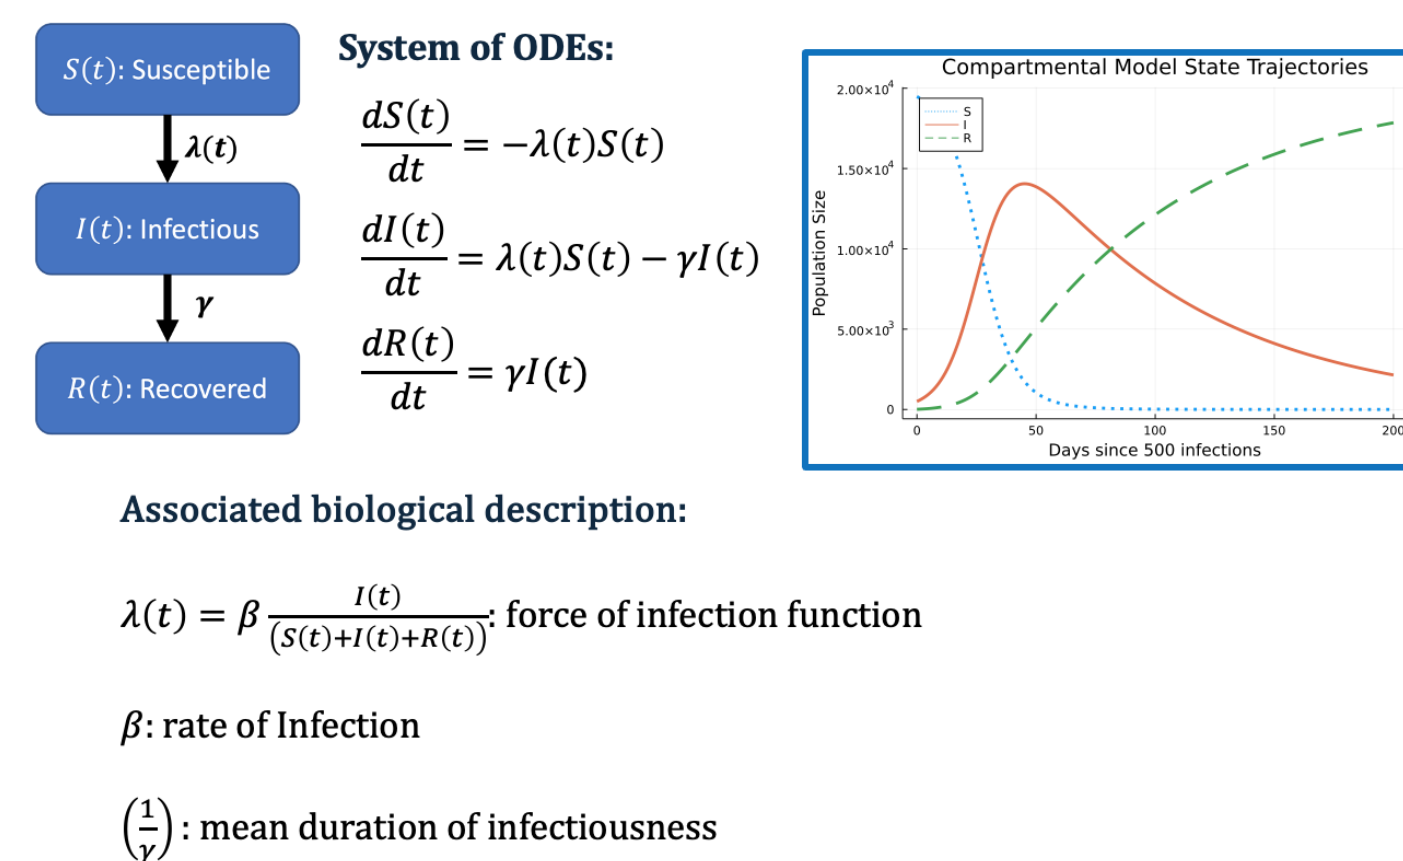 S(t): Susceptible
λ(t)
I(t): Infectious
γ
R(t): Recovered
System of ODEs:
dS(t)/dt = −λ(t)S(t)
dI(t)/dt = λ(t)S(t) − γI(t)
dR(t)/dt = γI(t)
Compartmental Model State Trajectories
S
I
R
Population Size
2.00×10⁴
1.50×10⁴
1.00×10⁴
5.00×10³
0
0 50 100 150 200
Days since 500 infections
Associated biological description:
λ(t) = β I(t)/(S(t)+I(t)+R(t)): force of infection function
β: rate of Infection
(1/γ): mean duration of infectiousness